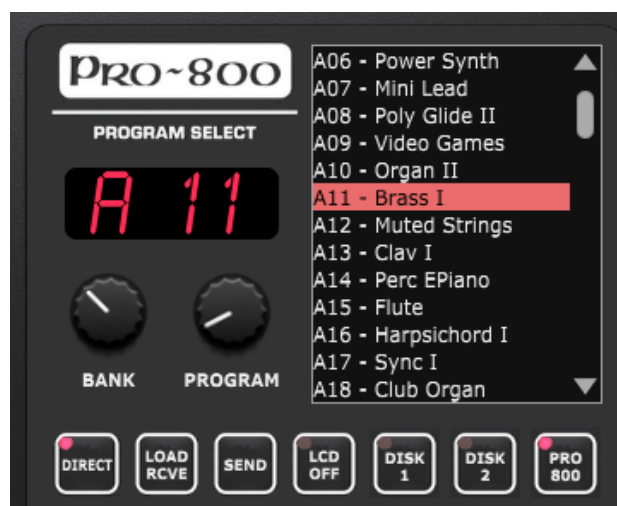 PRO~800
PROGRAM SELECT
A 11
BANK
PROGRAM
A06 - Power Synth
A07 - Mini Lead
A08 - Poly Glide II
A09 - Video Games
A10 - Organ II
A11 - Brass I
A12 - Muted Strings
A13 - Clav I
A14 - Perc EPiano
A15 - Flute
A16 - Harpsichord I
A17 - Sync I
A18 - Club Organ
DIRECT
LOAD
RCVE
SEND
LCD
OFF
DISK
1
DISK
2
PRO
800